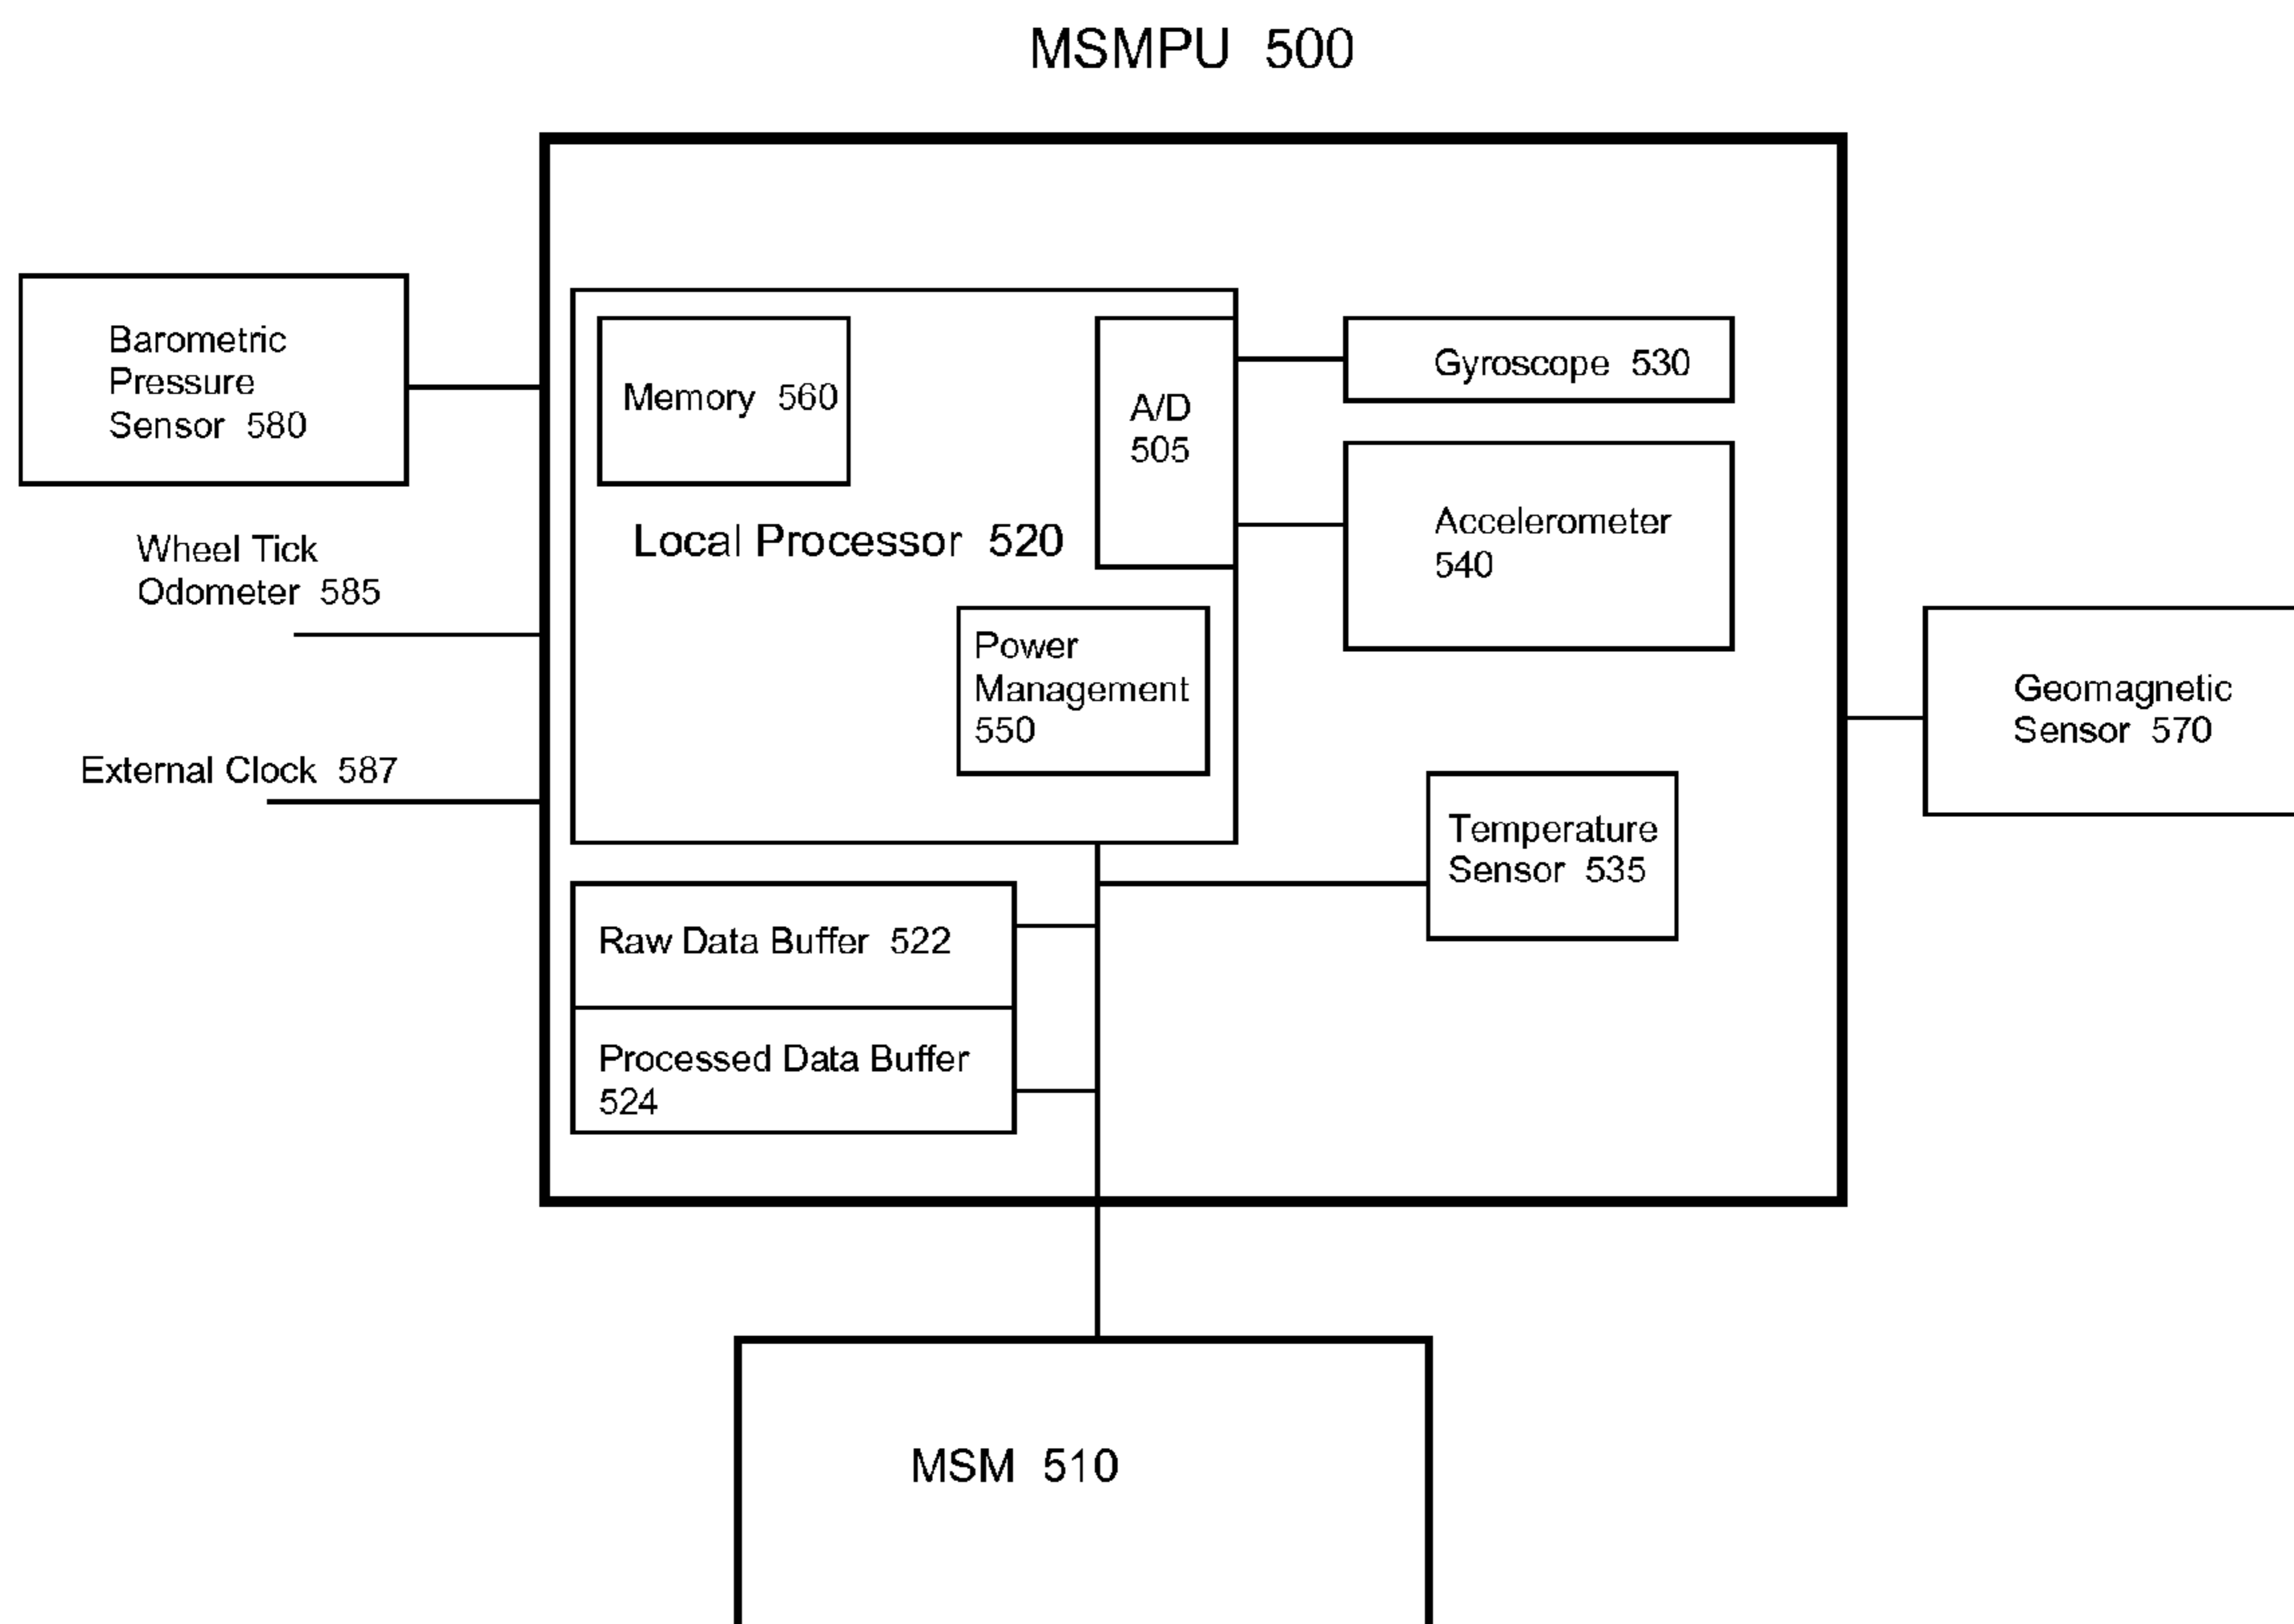 MSMPU 500
Barometric
Pressure
Sensor 580
Wheel Tick
Odometer 585
External Clock 587
Memory 560
A/D
505
Local Processor 520
Power
Management
550
Gyroscope 530
Accelerometer
540
Temperature
Sensor 535
Geomagnetic
Sensor 570
Raw Data Buffer 522
Processed Data Buffer
524
MSM 510